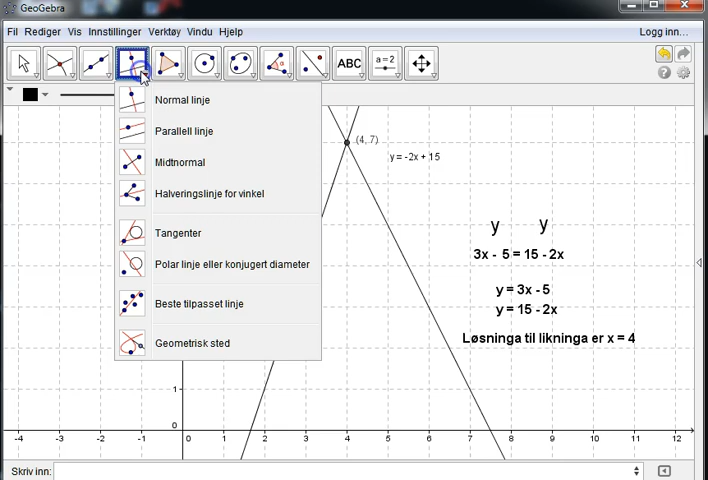 GeoGebra
Fil Rediger Vis Innstillinger Verktøy Vindu Hjelp Logg inn...
ABC a=2
Normal linje
Parallell linje
Midtnormal
Halveringslinje for vinkel
Tangenter
Polar linje eller konjugert diameter
Beste tilpasset linje
Geometrisk sted
(4, 7)
y = -2x + 15
y y
3x - 5 = 15 - 2x
y = 3x - 5
y = 15 - 2x
Løsninga til likninga er x = 4
1
0
-4 -3 -2 -1 0 1 2 3 4 5 6 7 8 9 10 11 12
Skriv inn: